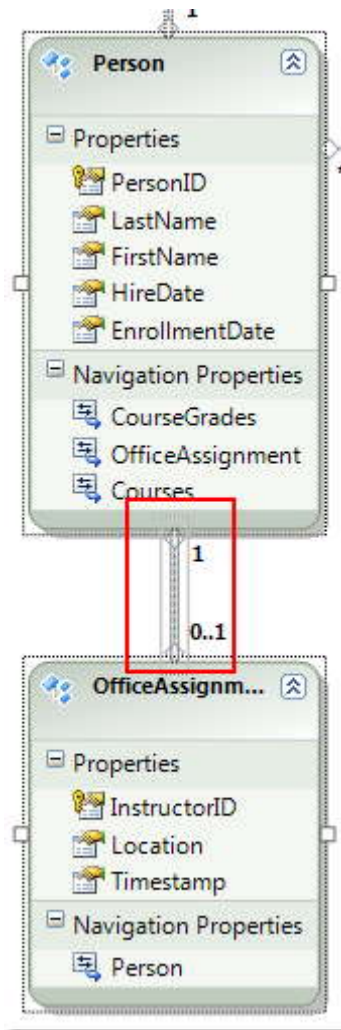 1
Person
Properties
*
PersonID
LastName
FirstName
HireDate
EnrollmentDate
Navigation Properties
CourseGrades
OfficeAssignment
Courses
1
0..1
OfficeAssignm...
Properties
InstructorID
Location
Timestamp
Navigation Properties
Person